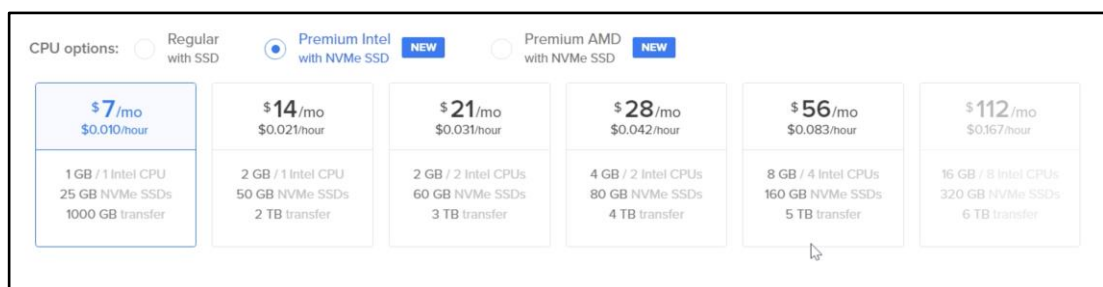 CPU options:
Regular
with SSD
Premium Intel
with NVMe SSD
NEW
Premium AMD
with NVMe SSD
NEW
$7/mo
$0.010/hour
1 GB / 1 Intel CPU
25 GB NVMe SSDs
1000 GB transfer
$14/mo
$0.021/hour
2 GB / 1 Intel CPU
50 GB NVMe SSDs
2 TB transfer
$21/mo
$0.031/hour
2 GB / 2 Intel CPUs
60 GB NVMe SSDs
3 TB transfer
$28/mo
$0.042/hour
4 GB / 2 Intel CPUs
80 GB NVMe SSDs
4 TB transfer
$56/mo
$0.083/hour
8 GB / 4 Intel CPUs
160 GB NVMe SSDs
5 TB transfer
$112/mo
$0.167/hour
16 GB / 8 Intel CPUs
320 GB NVMe SSDs
6 TB transfer